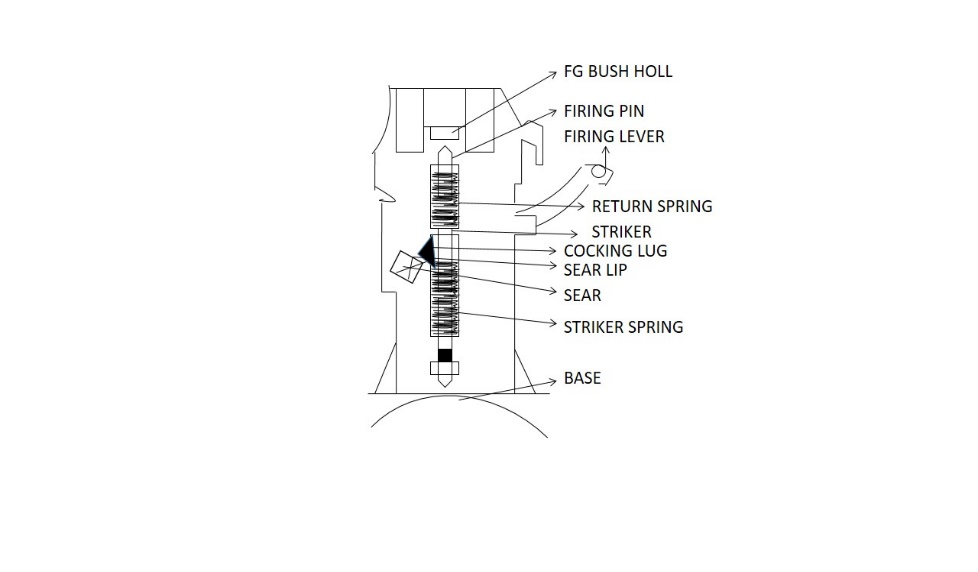 FG BUSH HOLL
FIRING PIN
FIRING LEVER
RETURN SPRING
STRIKER
COCKING LUG
SEAR LIP
SEAR
STRIKER SPRING
BASE